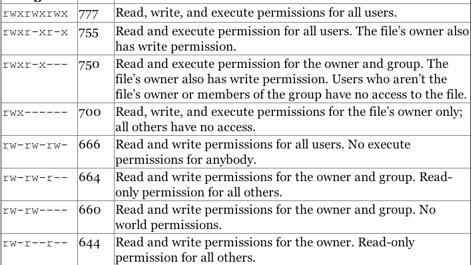 rwxrwxrwx 777 Read, write, and execute permissions for all users.
rwxr-xr-x 755 Read and execute permission for all users. The file's owner also
has write permission.
rwxr-x--- 750 Read and execute permission for the owner and group. The
file's owner also has write permission. Users who aren't the
file's owner or members of the group have no access to the file.
rwx------ 700 Read, write, and execute permissions for the file's owner only;
all others have no access.
rw-rw-rw- 666 Read and write permissions for all users. No execute
permissions for anybody.
rw-rw-r-- 664 Read and write permissions for the owner and group. Read-
only permission for all others.
rw-rw---- 660 Read and write permissions for the owner and group. No
world permissions.
rw-r--r-- 644 Read and write permissions for the owner. Read-only
permission for all others.